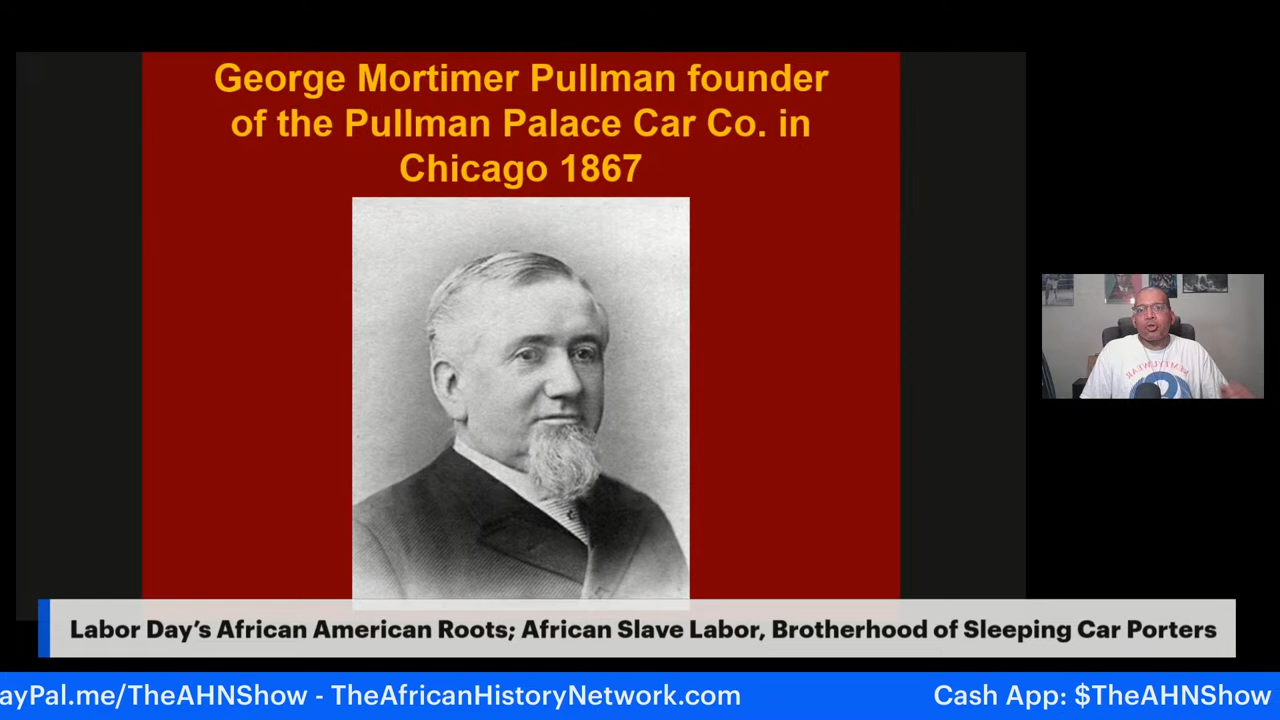 George Mortimer Pullman founder
of the Pullman Palace Car Co. in
Chicago 1867
Labor Day's African American Roots; African Slave Labor, Brotherhood of Sleeping Car Porters
ayPal.me/TheAHNShow - TheAfricanHistoryNetwork.com Cash App: $TheAHNShow